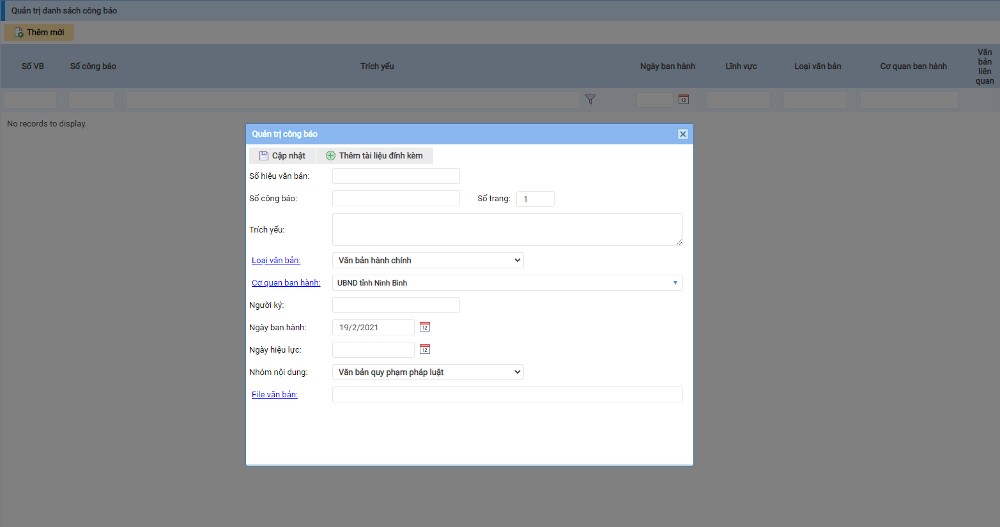 Quản trị danh sách công báo
Thêm mới
Số VB Số công báo Trích yếu Ngày ban hành Lĩnh vực Loại văn bản Cơ quan ban hành Văn bản liên quan
12
No records to display.
Quản trị công báo
Cập nhật Thêm tài liệu đính kèm
Số hiệu văn bản:
Số công báo: Số trang: 1
Trích yếu:
Loại văn bản: Văn bản hành chính
Cơ quan ban hành: UBND tỉnh Ninh Bình
Người ký:
Ngày ban hành: 19/2/2021 12
Ngày hiệu lực: 12
Nhóm nội dung: Văn bản quy phạm pháp luật
File văn bản: